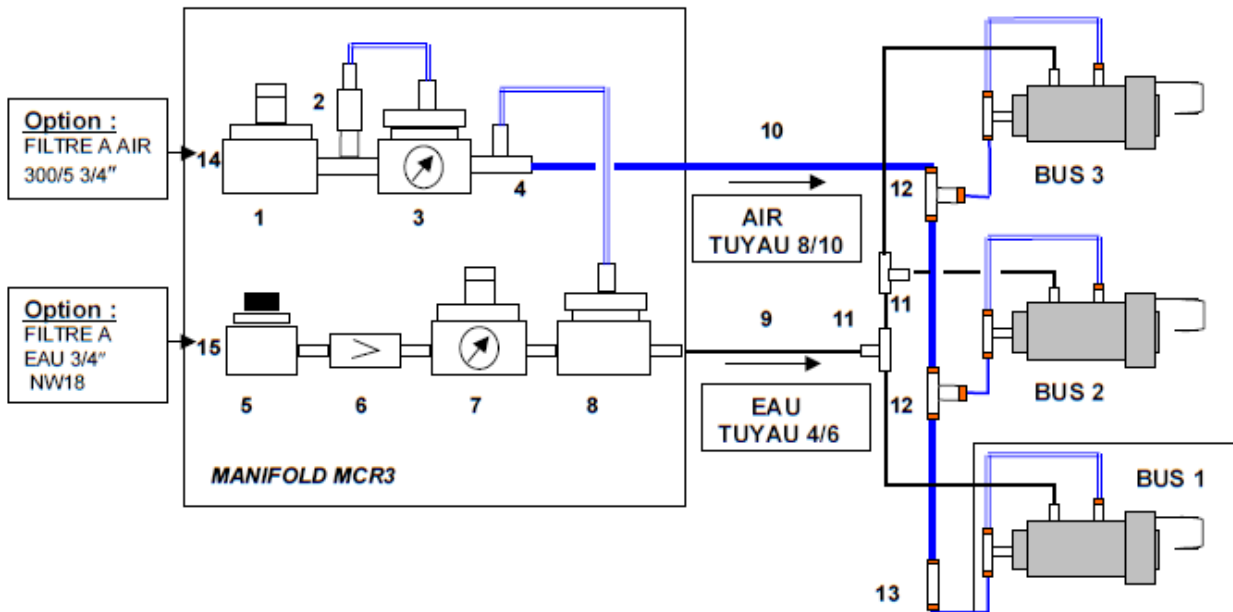 Option :
FILTRE A AIR
300/5 3/4"
14
1
2
3
4
10
AIR
TUYAU 8/10
12
BUS 3
Option :
FILTRE A
EAU 3/4"
NW18
15
5
6
7
8
9
11
11
EAU
TUYAU 4/6
12
BUS 2
MANIFOLD MCR3
BUS 1
13